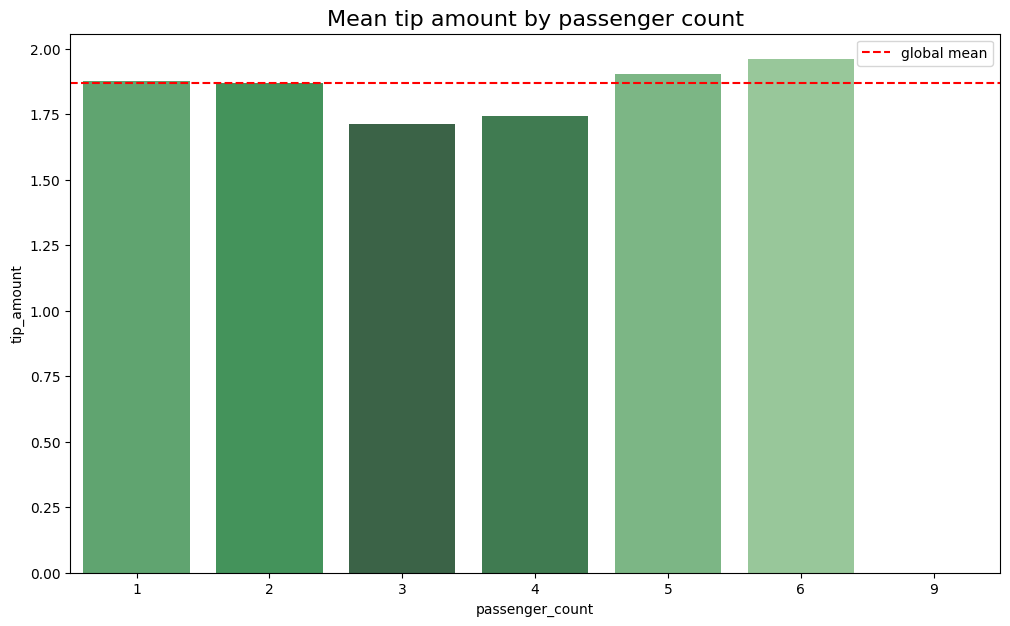 Mean tip amount by passenger count
global mean
tip_amount
2.00
1.75
1.50
1.25
1.00
0.75
0.50
0.25
0.00
1 2 3 4 5 6 9
passenger_count